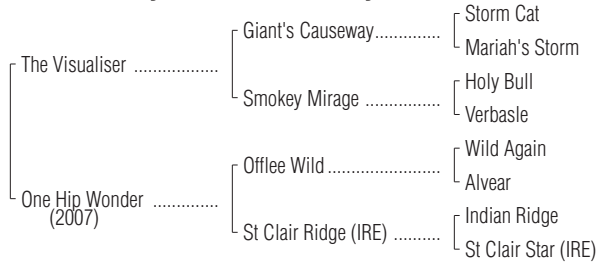 Storm Cat
Giant's Causeway..............
Mariah's Storm
The Visualiser ..................
Holy Bull
Smokey Mirage ................
Verbasle
Wild Again
Offlee Wild........................
Alvear
One Hip Wonder ..............
(2007)
Indian Ridge
St Clair Ridge (IRE) ..........
St Clair Star (IRE)